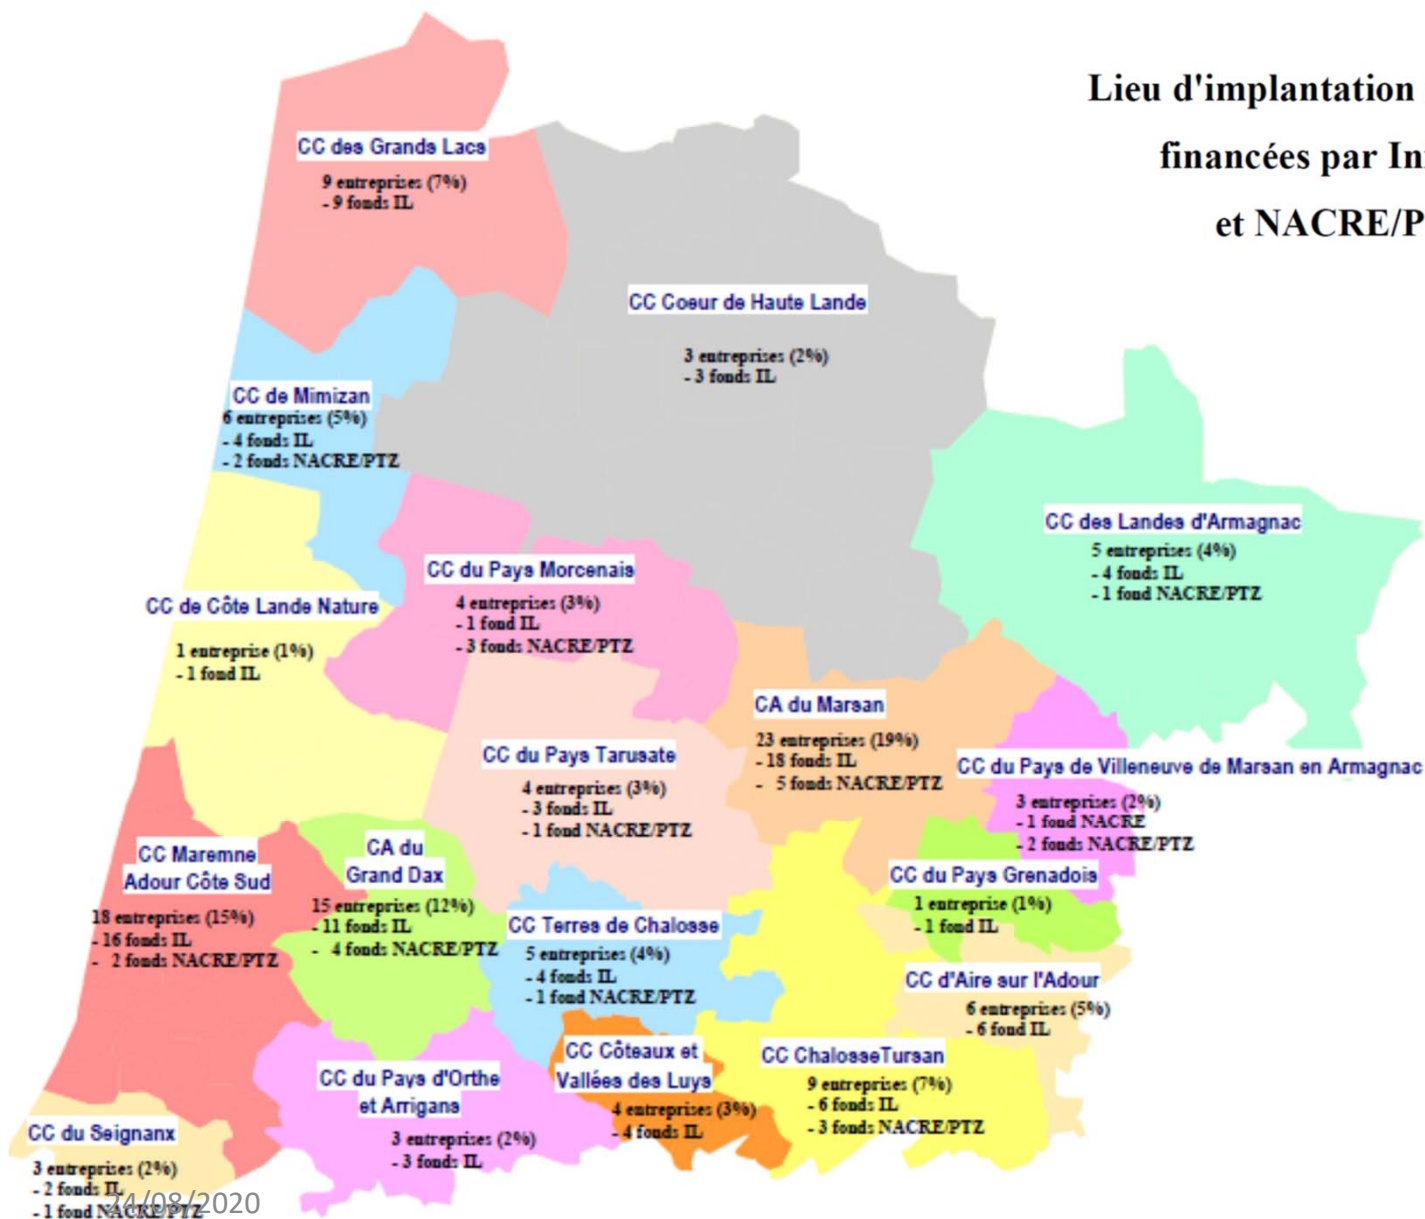 Lieu d'implantation
financées par In
et NACRE/P
CC des Grands Lacs
9 entreprises (7%)
- 9 fonds IL
CC Coeur de Haute Lande
3 entreprises (2%)
- 3 fonds IL
CC de Mimizan
6 entreprises (5%)
- 4 fonds IL
- 2 fonds NACRE/PTZ
CC des Landes d'Armagnac
5 entreprises (4%)
- 4 fonds IL
- 1 fond NACRE/PTZ
CC du Pays Morcenais
4 entreprises (3%)
- 1 fond IL
- 3 fonds NACRE/PTZ
CC de Côte Lande Nature
1 entreprise (1%)
- 1 fond IL
CA du Marsan
23 entreprises (19%)
- 18 fonds IL
- 5 fonds NACRE/PTZ
CC du Pays Tarusate
4 entreprises (3%)
- 3 fonds IL
- 1 fond NACRE/PTZ
CC du Pays de Villeneuve de Marsan en Armagnac
3 entreprises (2%)
- 1 fond NACRE
- 2 fonds NACRE/PTZ
CC Maremne
Adour Côte Sud
18 entreprises (15%)
- 16 fonds IL
- 2 fonds NACRE/PTZ
CA du
Grand Dax
15 entreprises (12%)
- 11 fonds IL
- 4 fonds NACRE/PTZ
CC du Pays Grenadois
1 entreprise (1%)
- 1 fond IL
CC Terres de Chalosse
5 entreprises (4%)
- 4 fonds IL
- 1 fond NACRE/PTZ
CC d'Aire sur l'Adour
6 entreprises (5%)
- 6 fond IL
CC Côteaux et
Vallées des Luys
4 entreprises (3%)
- 4 fonds IL
CC ChalosseTursan
9 entreprises (7%)
- 6 fonds IL
- 3 fonds NACRE/PTZ
CC du Pays d'Orthe
et Arrigans
3 entreprises (2%)
- 3 fonds IL
CC du Seignanx
3 entreprises (2%)
- 2 fonds IL
- 1 fond NACRE/PTZ
24/08/2020